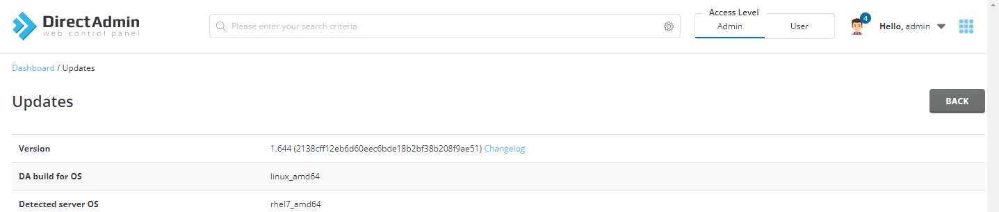 DirectAdmin
web control panel
Please enter your search criteria
Access Level
Admin User
4
Hello, admin
Dashboard / Updates
Updates
BACK
Version 1.644 (2138cff12eb6d60eec6bde18b2bf38b208f9ae51) Changelog
DA build for OS linux_amd64
Detected server OS rhel7_amd64